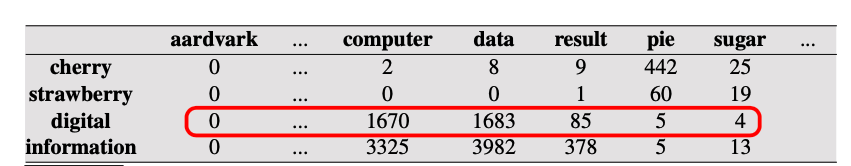 aardvark ... computer data result pie sugar ...
cherry 0 ... 2 8 9 442 25
strawberry 0 ... 0 0 1 60 19
digital 0 ... 1670 1683 85 5 4
information 0 ... 3325 3982 378 5 13